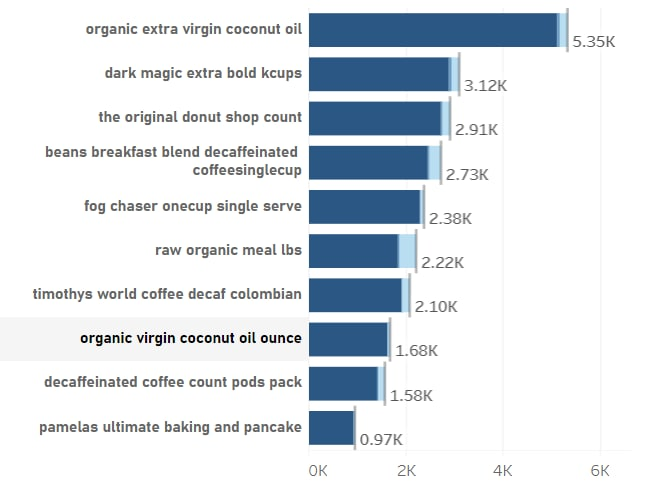 organic extra virgin coconut oil
5.35K
dark magic extra bold kcups
3.12K
the original donut shop count
2.91K
beans breakfast blend decaffeinated
coffeesinglecup
2.73K
fog chaser onecup single serve
2.38K
raw organic meal lbs
2.22K
timothys world coffee decaf colombian
2.10K
organic virgin coconut oil ounce
1.68K
decaffeinated coffee count pods pack
1.58K
pamelas ultimate baking and pancake
0.97K
0K 2K 4K 6K